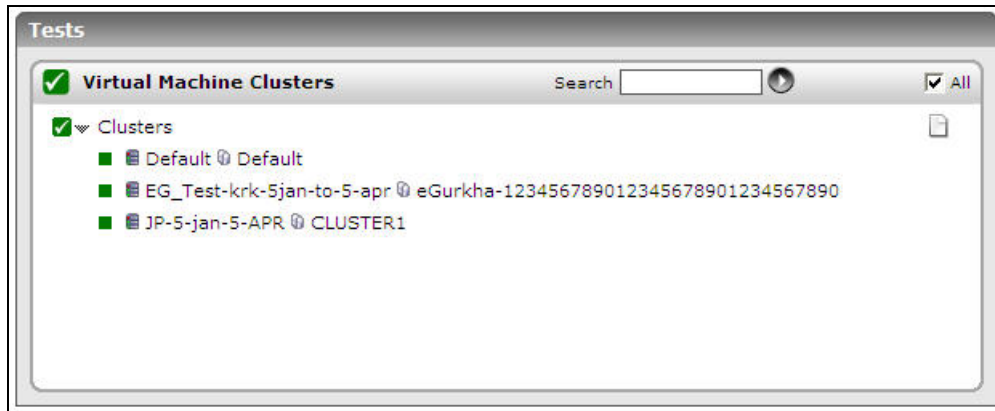 Tests
Virtual Machine Clusters Search All
Clusters
Default Default
EG_Test-krk-5jan-to-5-apr eGurkha-123456789012345678901234567890
JP-5-jan-5-APR CLUSTER1